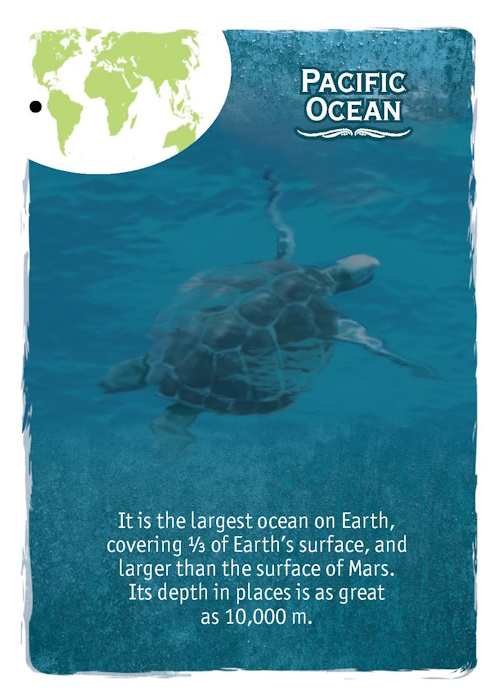 PACIFIC
OCEAN
It is the largest ocean on Earth,
covering ⅓ of Earth's surface, and
larger than the surface of Mars.
Its depth in places is as great
as 10,000 m.